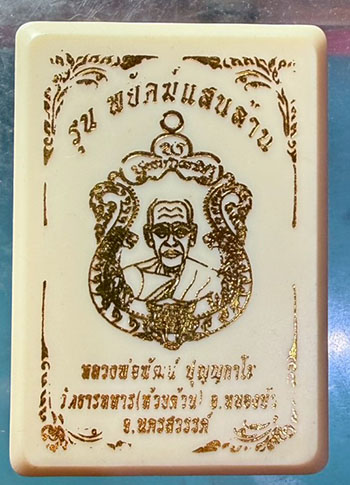 รุ่น พยัคฆ์แสนล้าน
หลวงพ่อพัฒน์ ปุญญกาโม
วัดธารทหาร(ห้วยด้วน) อ.หนองบัว
จ.นครสวรรค์